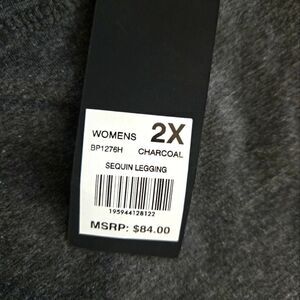 WOMENS 2X
BP1276H CHARCOAL
SEQUIN LEGGING
195944128122
MSRP: $84.00